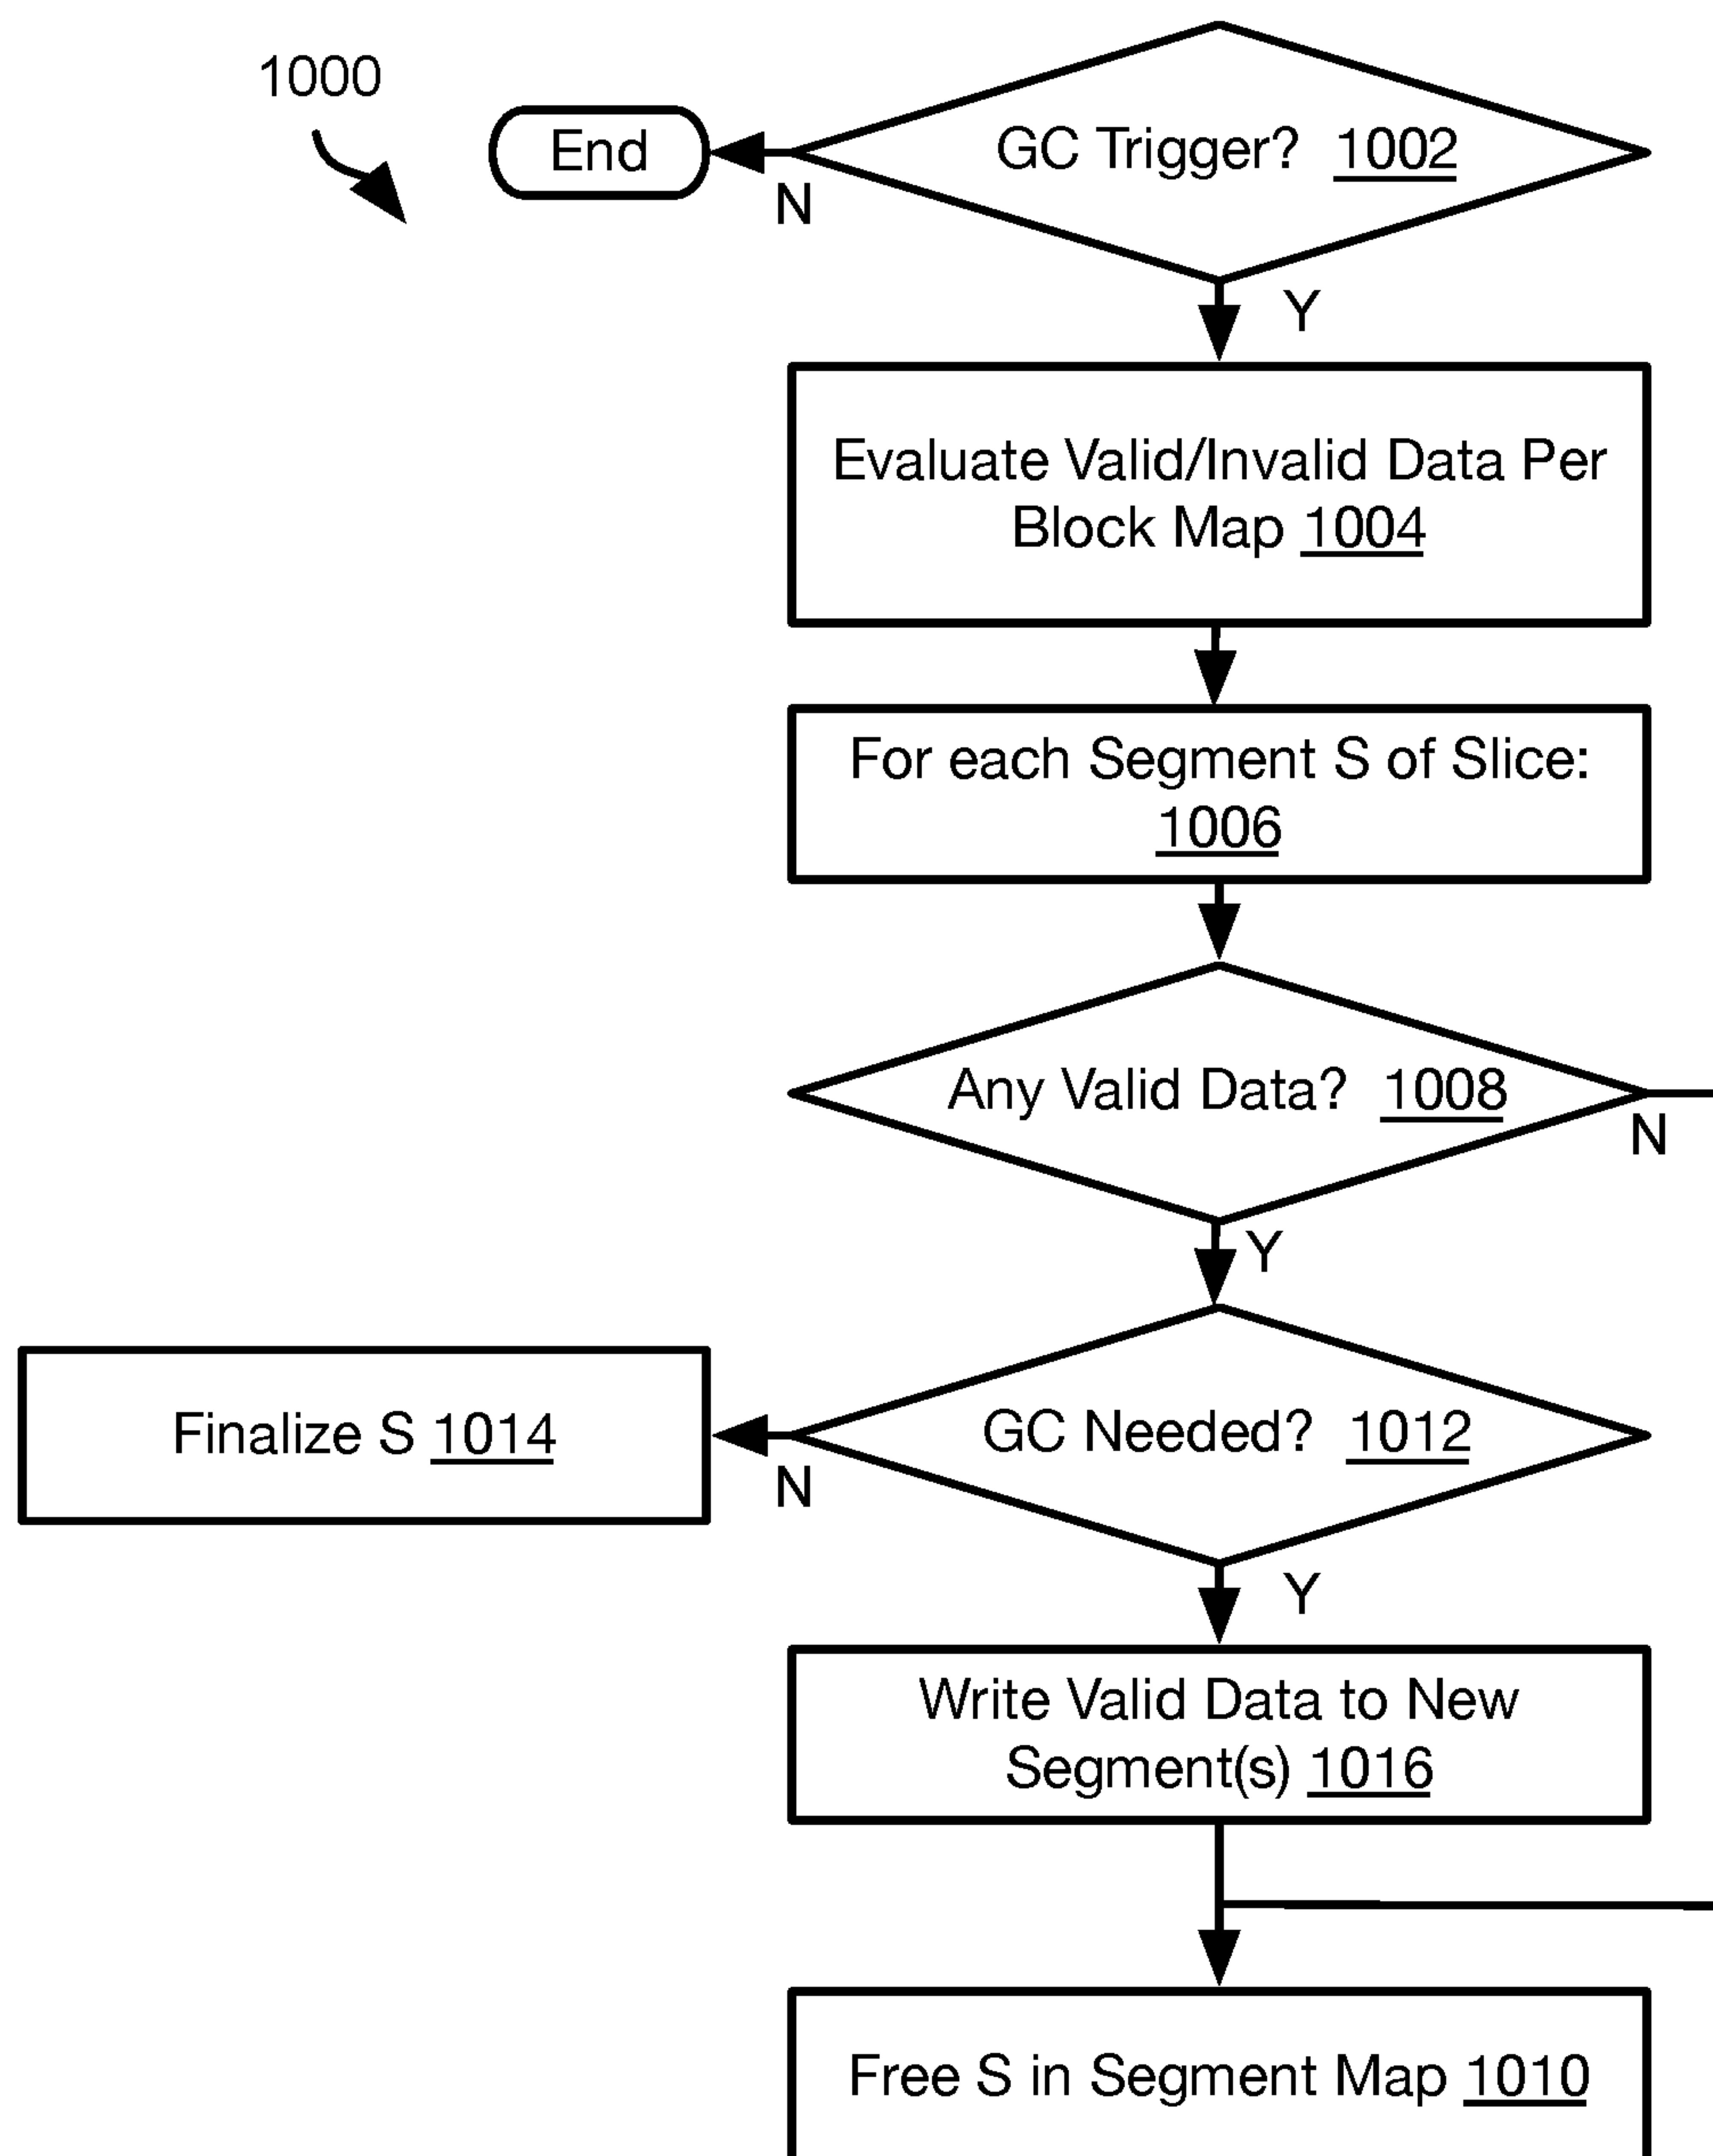 1000
End
GC Trigger? 1002
N
Y
Evaluate Valid/Invalid Data Per
Block Map 1004
For each Segment S of Slice:
1006
Any Valid Data? 1008
N
Y
Finalize S 1014
GC Needed? 1012
N
Y
Write Valid Data to New
Segment(s) 1016
Free S in Segment Map 1010